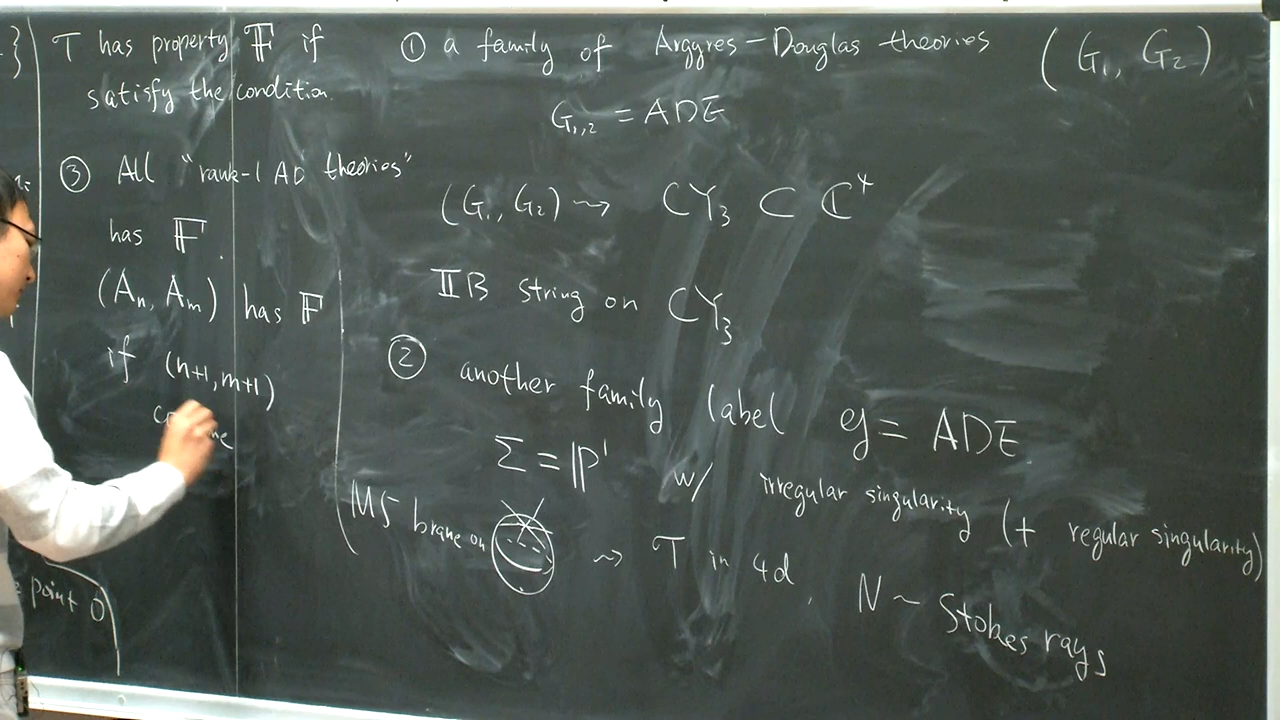 }
T has property 𝔽 if
satisfy the condition.
③ All "rank-1 AD theories"
has 𝔽.
(Aₙ, Aₘ) has 𝔽
if (n+1, m+1)
point 0
① a family of Argyres-Douglas theories (G₁, G₂)
G₁,₂ = ADE
(G₁, G₂) ⇝ CY₃ ⊂ ℂ⁴
IIB string on CY₃
② another family label 𝔤 = ADE.
Σ = ℙ¹ w/ irregular singularity (+ regular singularity)
M5 brane on ⇝ T in 4d, N ~ Stokes rays